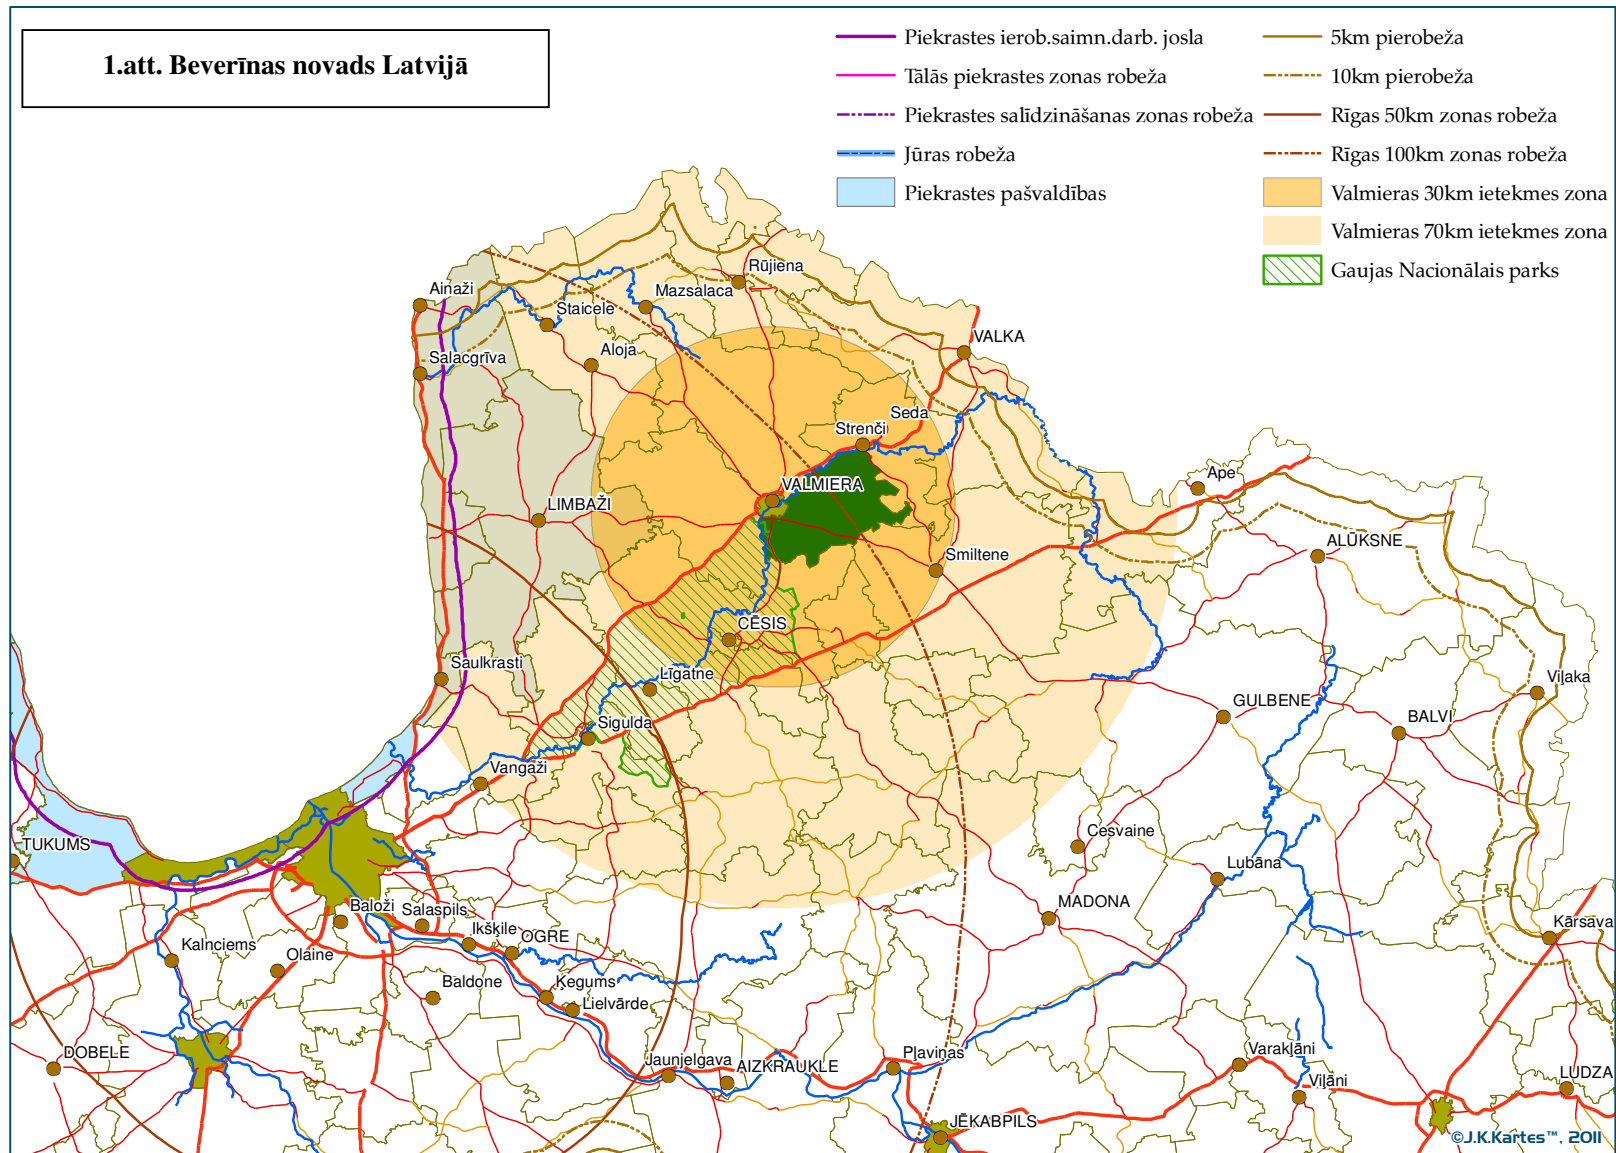 1.att. Beverīnas novads Latvijā
Piekrastes ierob.saimn.darb. josla
Tālās piekrastes zonas robeža
Piekrastes salīdzināšanas zonas robeža
Jūras robeža
Piekrastes pašvaldības
5km pierobeža
10km pierobeža
Rīgas 50km zonas robeža
Rīgas 100km zonas robeža
Valmieras 30km ietekmes zona
Valmieras 70km ietekmes zona
Gaujas Nacionālais parks
Rūjiena
Ainaži
Mazsalaca
Staicele
VALKA
Aloja
Salacgrīva
Seda
Strenči
Ape
VALMIERA
LIMBAŽI
ALŪKSNE
Smiltene
CĒSIS
Saulkrasti
Līgatne
Viļaka
GULBENE
BALVI
Sigulda
Vangaži
Cesvaine
TUKUMS
Lubāna
MADONA
Baloži
Salaspils
Kārsava
Ikšķile
OGRE
Kalnciems
Olaine
Baldone
Ķegums
Lielvārde
DOBELE
Jaunjelgava
AIZKRAUKLE
Pļaviņas
Varakļāni
Viļāni
LUDZA
JĒKABPILS
©J.K.Kartes™. 2011